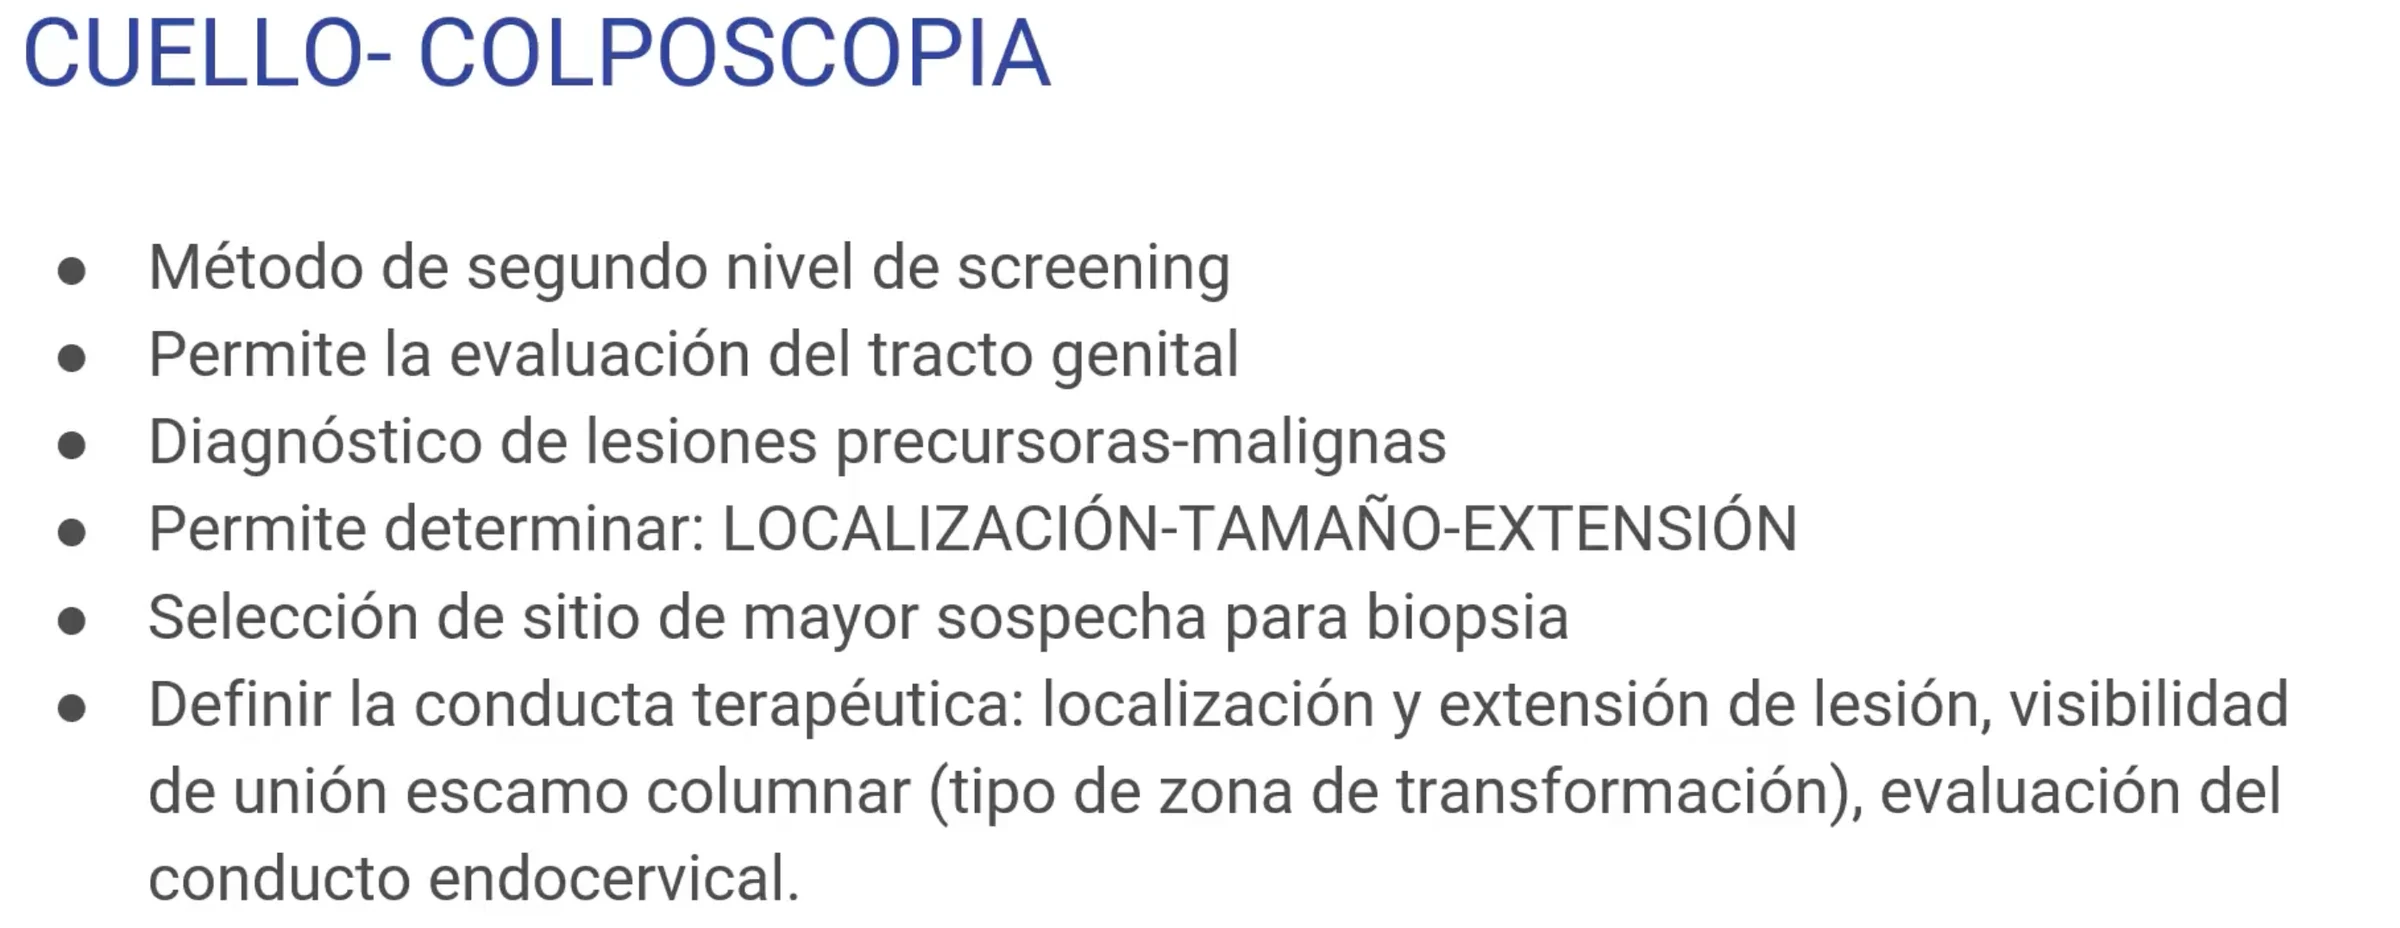 CUELLO- COLPOSCOPIA
● Método de segundo nivel de screening
● Permite la evaluación del tracto genital
● Diagnóstico de lesiones precursoras-malignas
● Permite determinar: LOCALIZACIÓN-TAMAÑO-EXTENSIÓN
● Selección de sitio de mayor sospecha para biopsia
● Definir la conducta terapéutica: localización y extensión de lesión, visibilidad
de unión escamo columnar (tipo de zona de transformación), evaluación del
conducto endocervical.